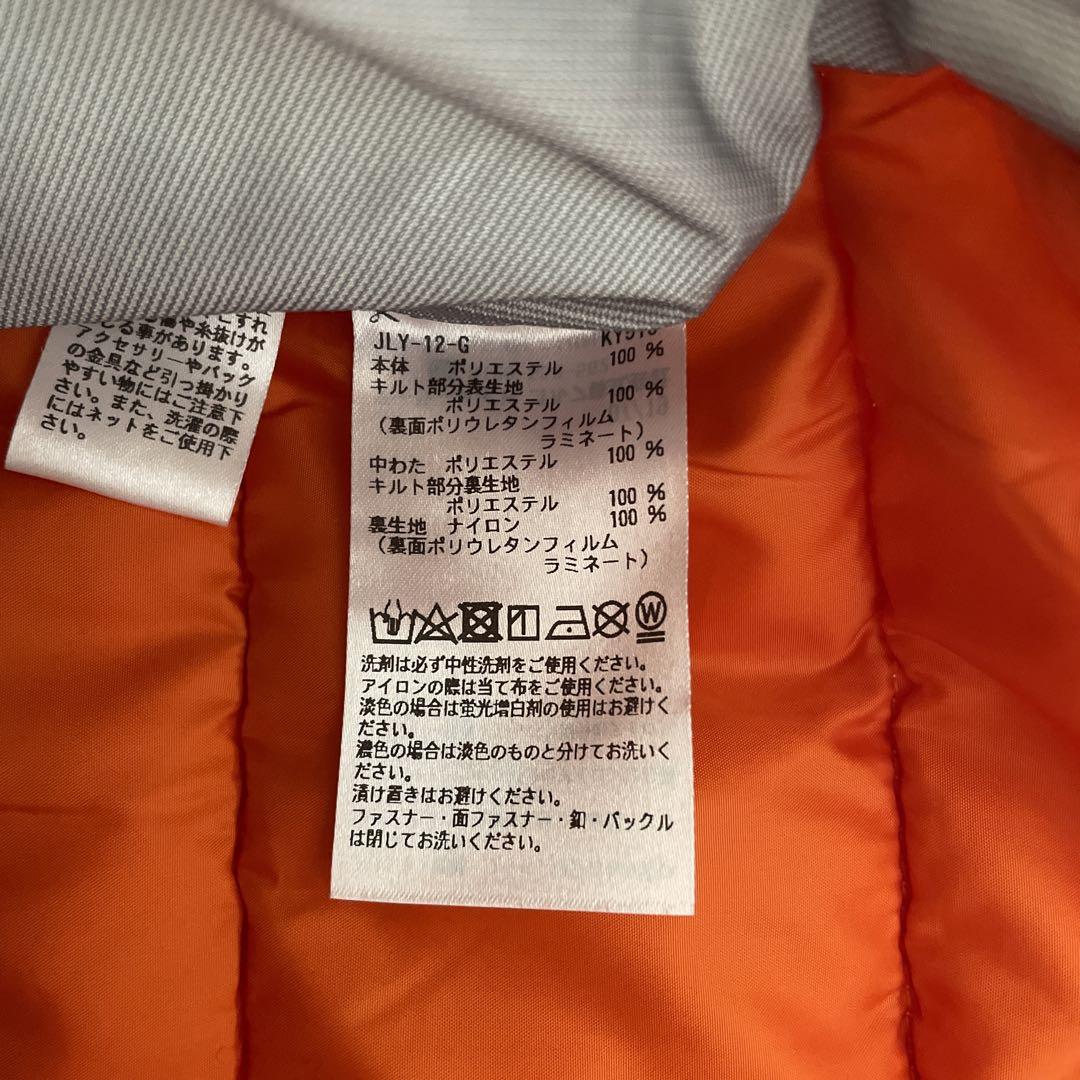 こすれ
や糸抜けが
じる事があります。
アクセサリーやバッグ
の金具など引っ掛かり
やすい物にはご注意下
さい。また、洗濯の際
にはネットをご使用下
さい。
JLY-12-G
本体 ポリエステル 100 %
キルト部分表生地
ポリエステル 100 %
(裏面ポリウレタンフィルム
ラミネート)
中わた ポリエステル 100 %
キルト部分裏生地
ポリエステル 100 %
裏生地 ナイロン 100 %
(裏面ポリウレタンフィルム
ラミネート)
W
洗剤は必ず中性洗剤をご使用ください。
アイロンの際は当て布をご使用ください。
淡色の場合は蛍光増白剤の使用はお避けく
ださい。
濃色の場合は淡色のものと分けてお洗いく
ださい。
漬け置きはお避けください。
ファスナー・面ファスナー・釦・バックル
は閉じてお洗いください。